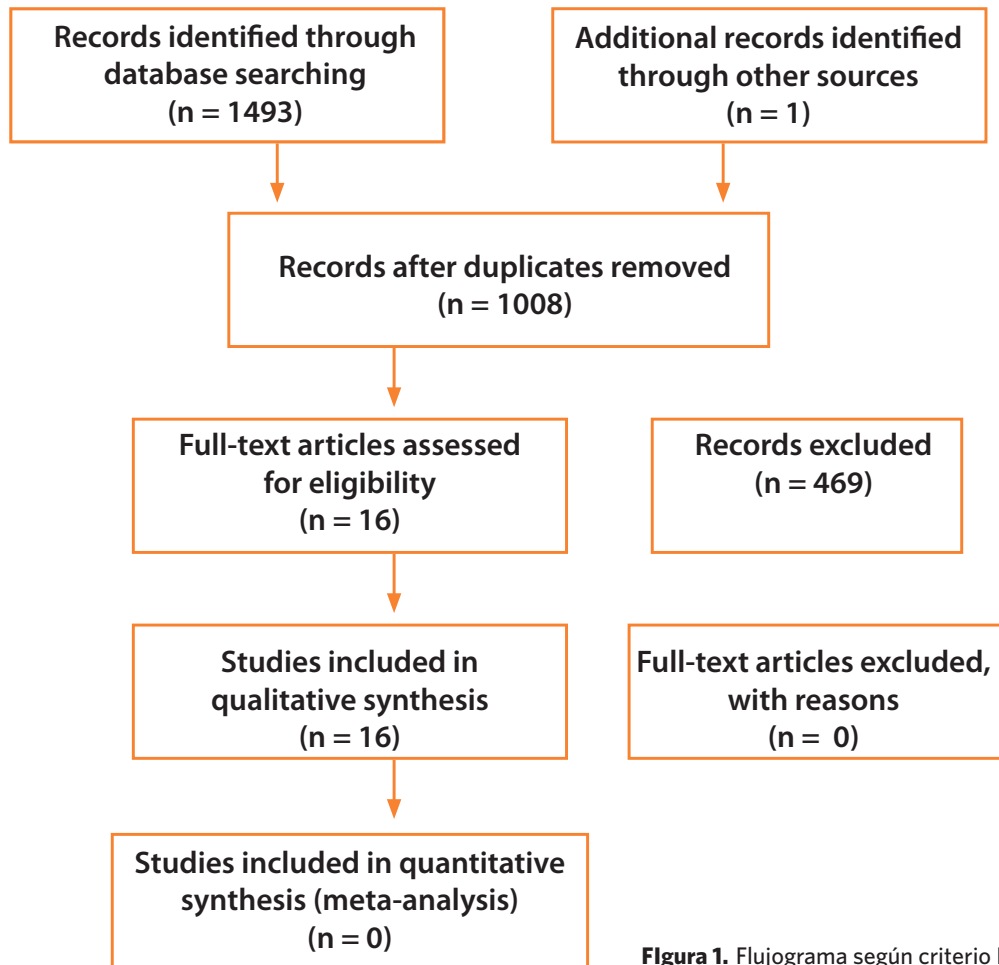 Records identified through
database searching
(n = 1493)
Additional records identified
through other sources
(n = 1)
Records after duplicates removed
(n = 1008)
Full-text articles assessed
for eligibility
(n = 16)
Records excluded
(n = 469)
Studies included in
qualitative synthesis
(n = 16)
Full-text articles excluded,
with reasons
(n = 0)
Studies included in quantitative
synthesis (meta-analysis)
(n = 0)
FIgura 1. Flujograma según criterio